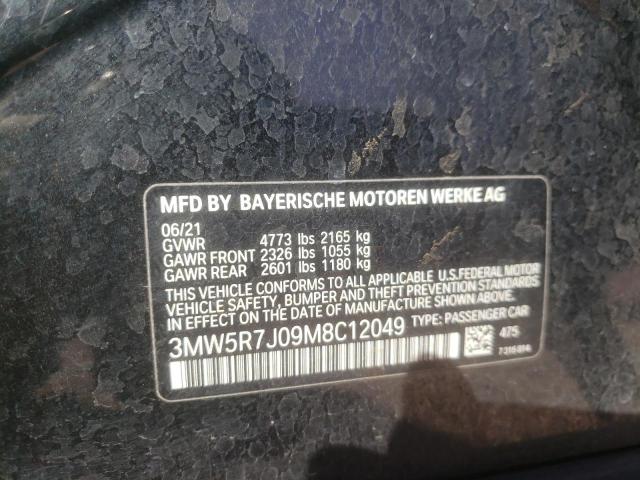 MFD BY BAYERISCHE MOTOREN WERKE AG
06/21
GVWR 4773 lbs 2165 kg
GAWR FRONT 2326 lbs 1055 kg
GAWR REAR 2601 lbs 1180 kg
THIS VEHICLE CONFORMS TO ALL APPLICABLE U.S.FEDERAL MOTOR
VEHICLE SAFETY, BUMPER AND THEFT PREVENTION STANDARDS
IN EFFECT ON THE DATE OF MANUFACTURE SHOWN ABOVE.
3MW5R7J09M8C12049 TYPE: PASSENGER CAR
475